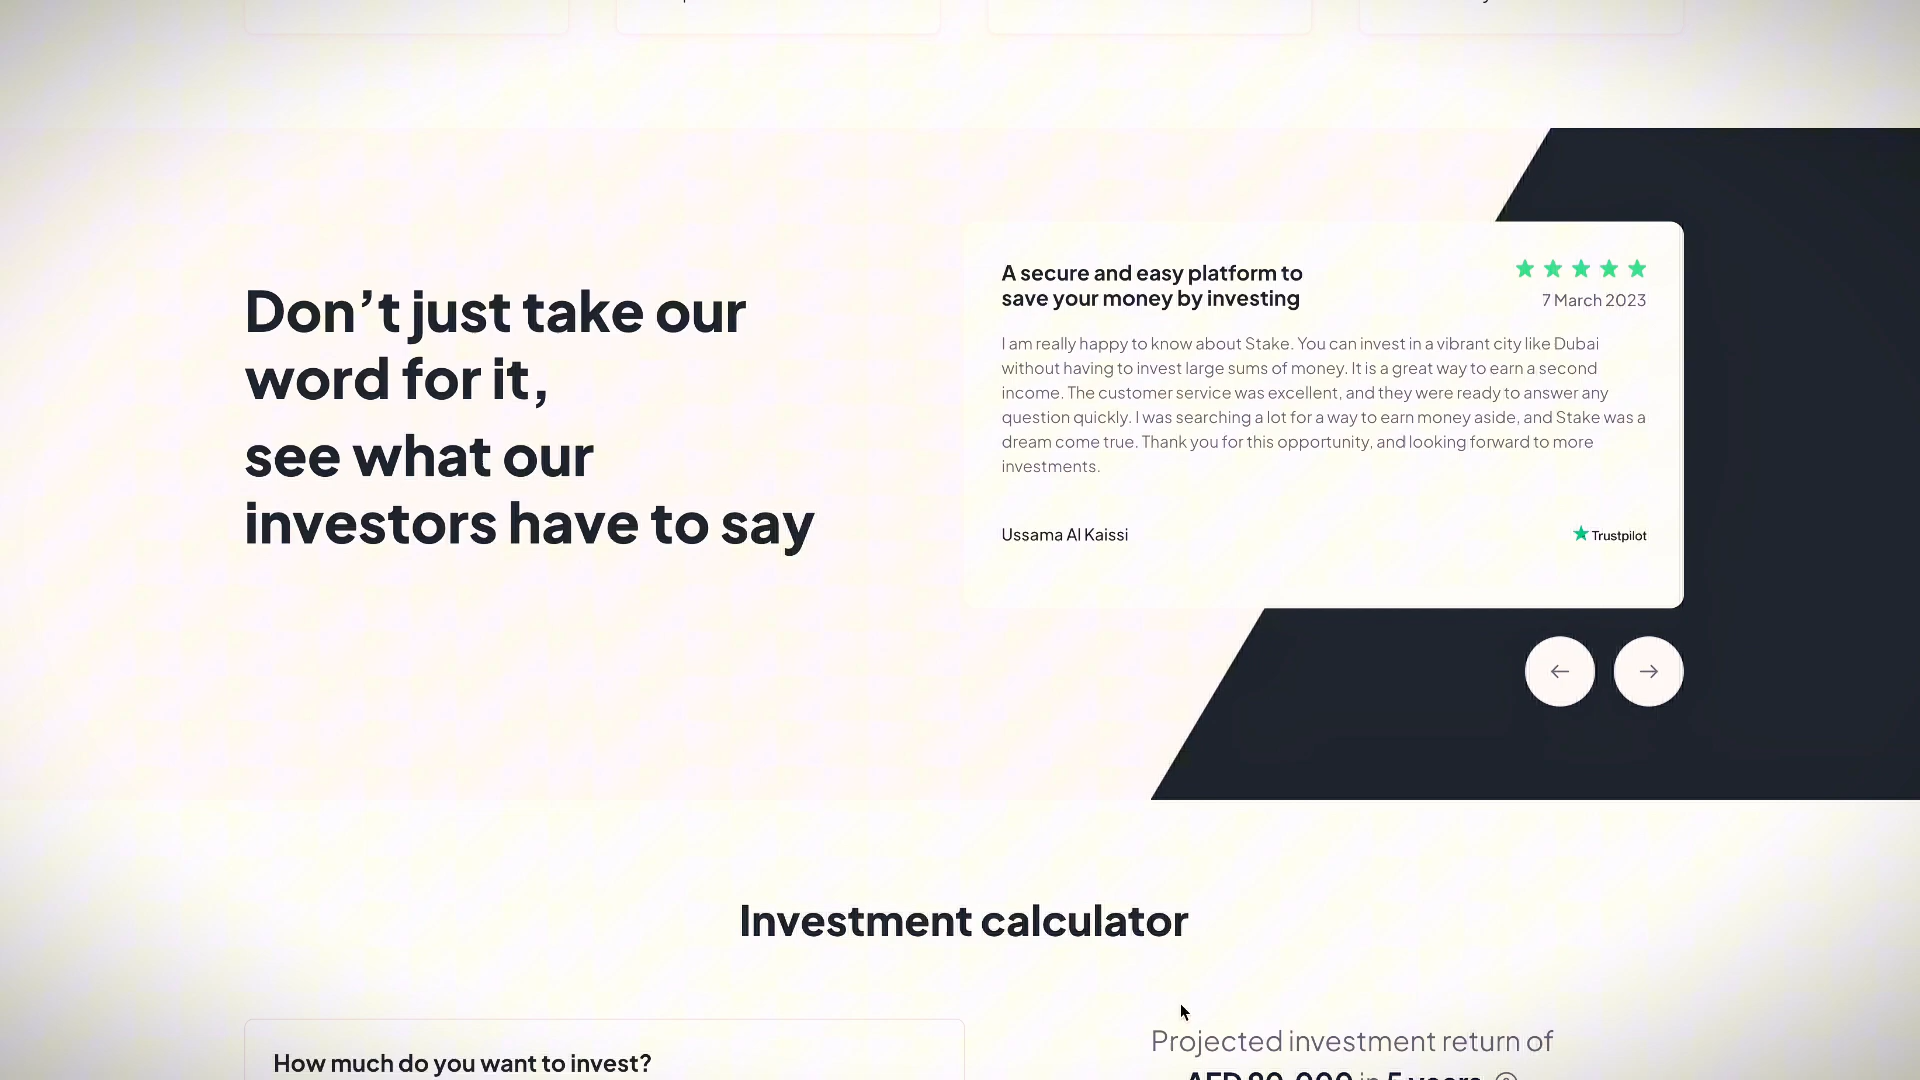 Don’t just take our
word for it,
see what our
investors have to say
A secure and easy platform to
save your money by investing
7 March 2023
I am really happy to know about Stake. You can invest in a vibrant city like Dubai
without having to invest large sums of money. It is a great way to earn a second
income. The customer service was excellent, and they were ready to answer any
question quickly. I was searching a lot for a way to earn money aside, and Stake was a
dream come true. Thank you for this opportunity, and looking forward to more
investments.
Ussama Al Kaissi
Trustpilot
Investment calculator
How much do you want to invest?
Projected investment return of
in 5 years